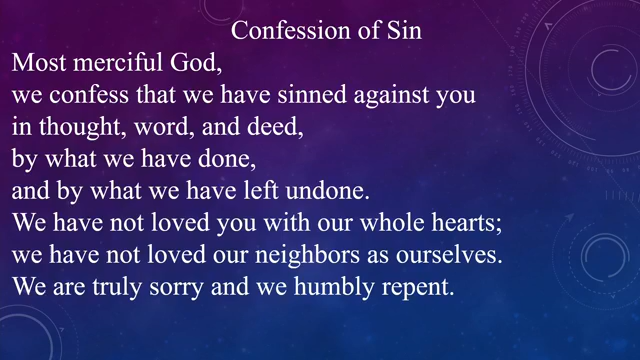 Confession of Sin
Most merciful God,
we confess that we have sinned against you
in thought, word, and deed,
by what we have done,
and by what we have left undone.
We have not loved you with our whole hearts;
we have not loved our neighbors as ourselves.
We are truly sorry and we humbly repent.